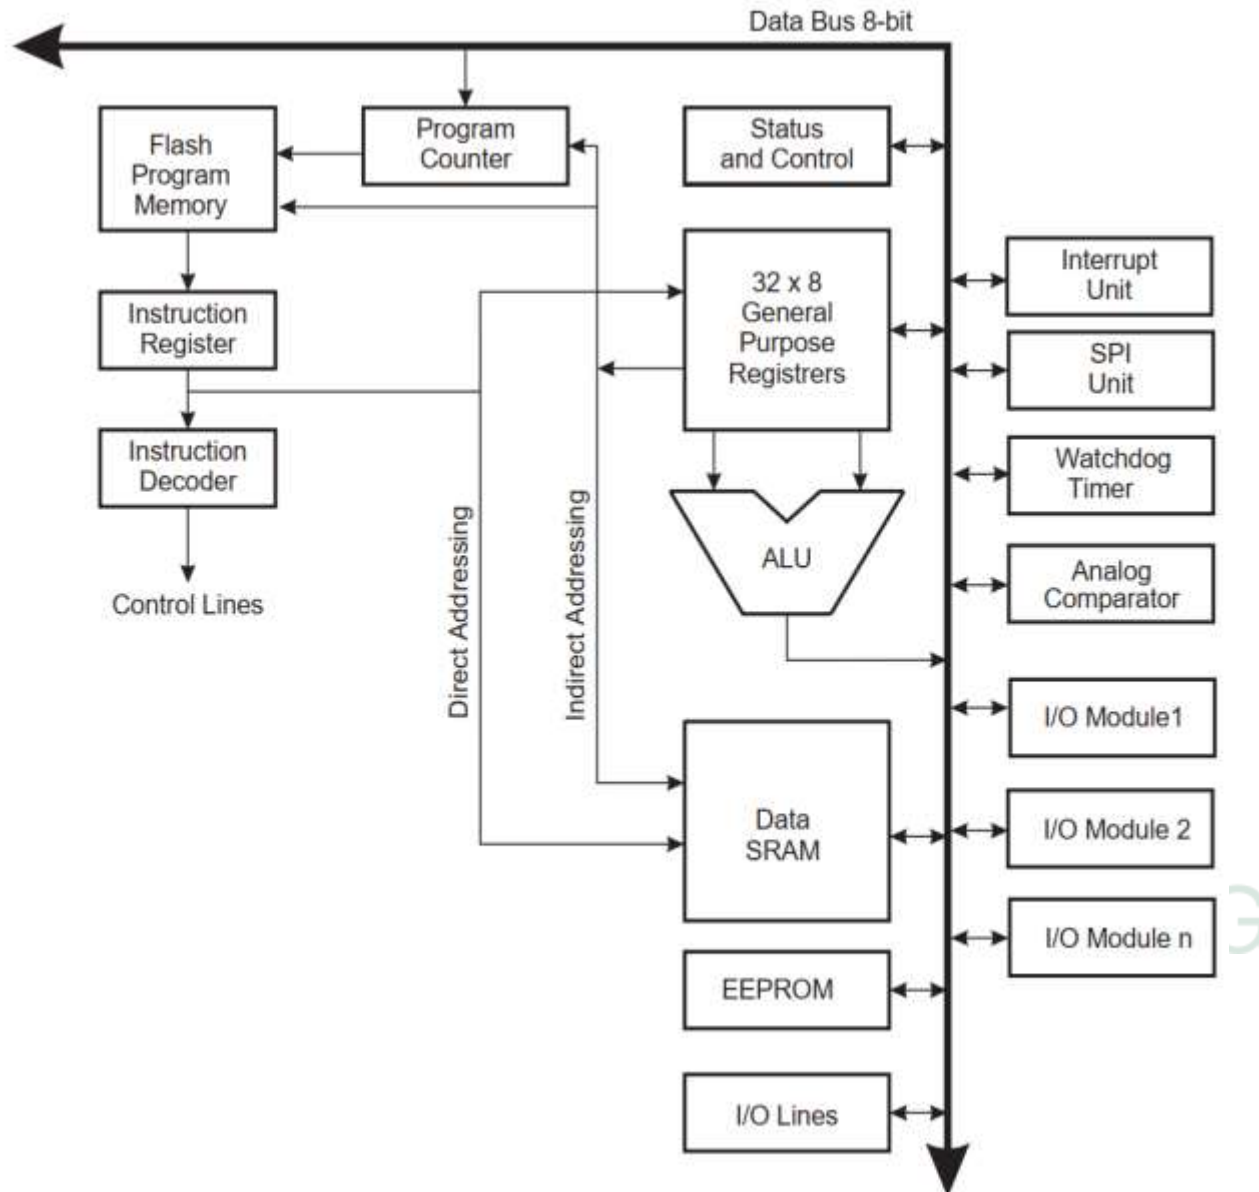 Data Bus 8-bit
Flash
Program
Memory
Program
Counter
Status
and Control
32 x 8
General
Purpose
Registrers
Interrupt
Unit
Instruction
Register
SPI
Unit
Instruction
Decoder
Watchdog
Timer
Control Lines
Direct Addressing
Indirect Addressing
ALU
Analog
Comparator
I/O Module1
Data
SRAM
I/O Module 2
I/O Module n
G
EEPROM
I/O Lines